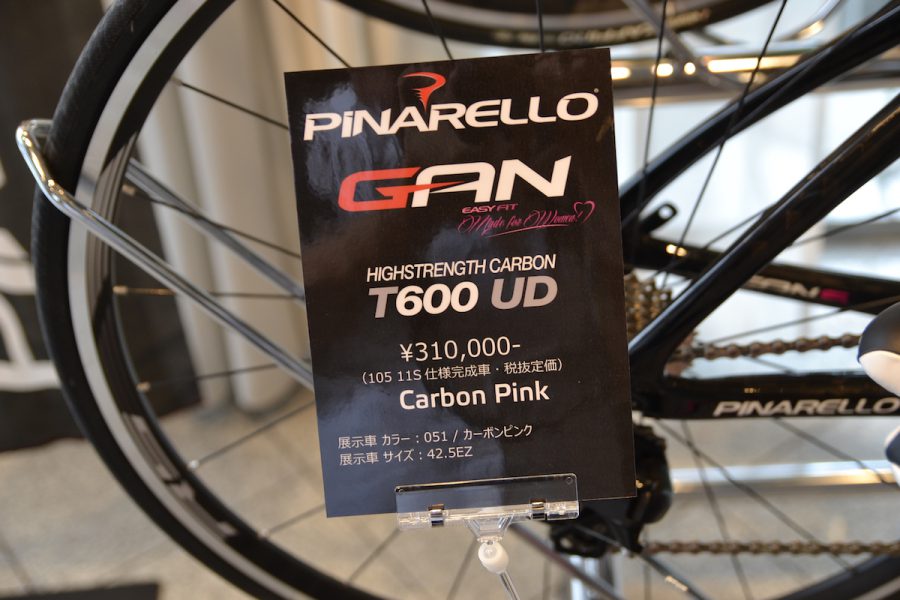 PINARELLO
GAN
EASY FIT
Made for Women!
HIGHSTRENGTH CARBON
T600 UD
¥310,000-
（105 11S 仕様完成車・税抜定価）
Carbon Pink
展示車 カラー：051 / カーボンピンク
展示車 サイズ：42.5EZ
GAN
PINARELLO